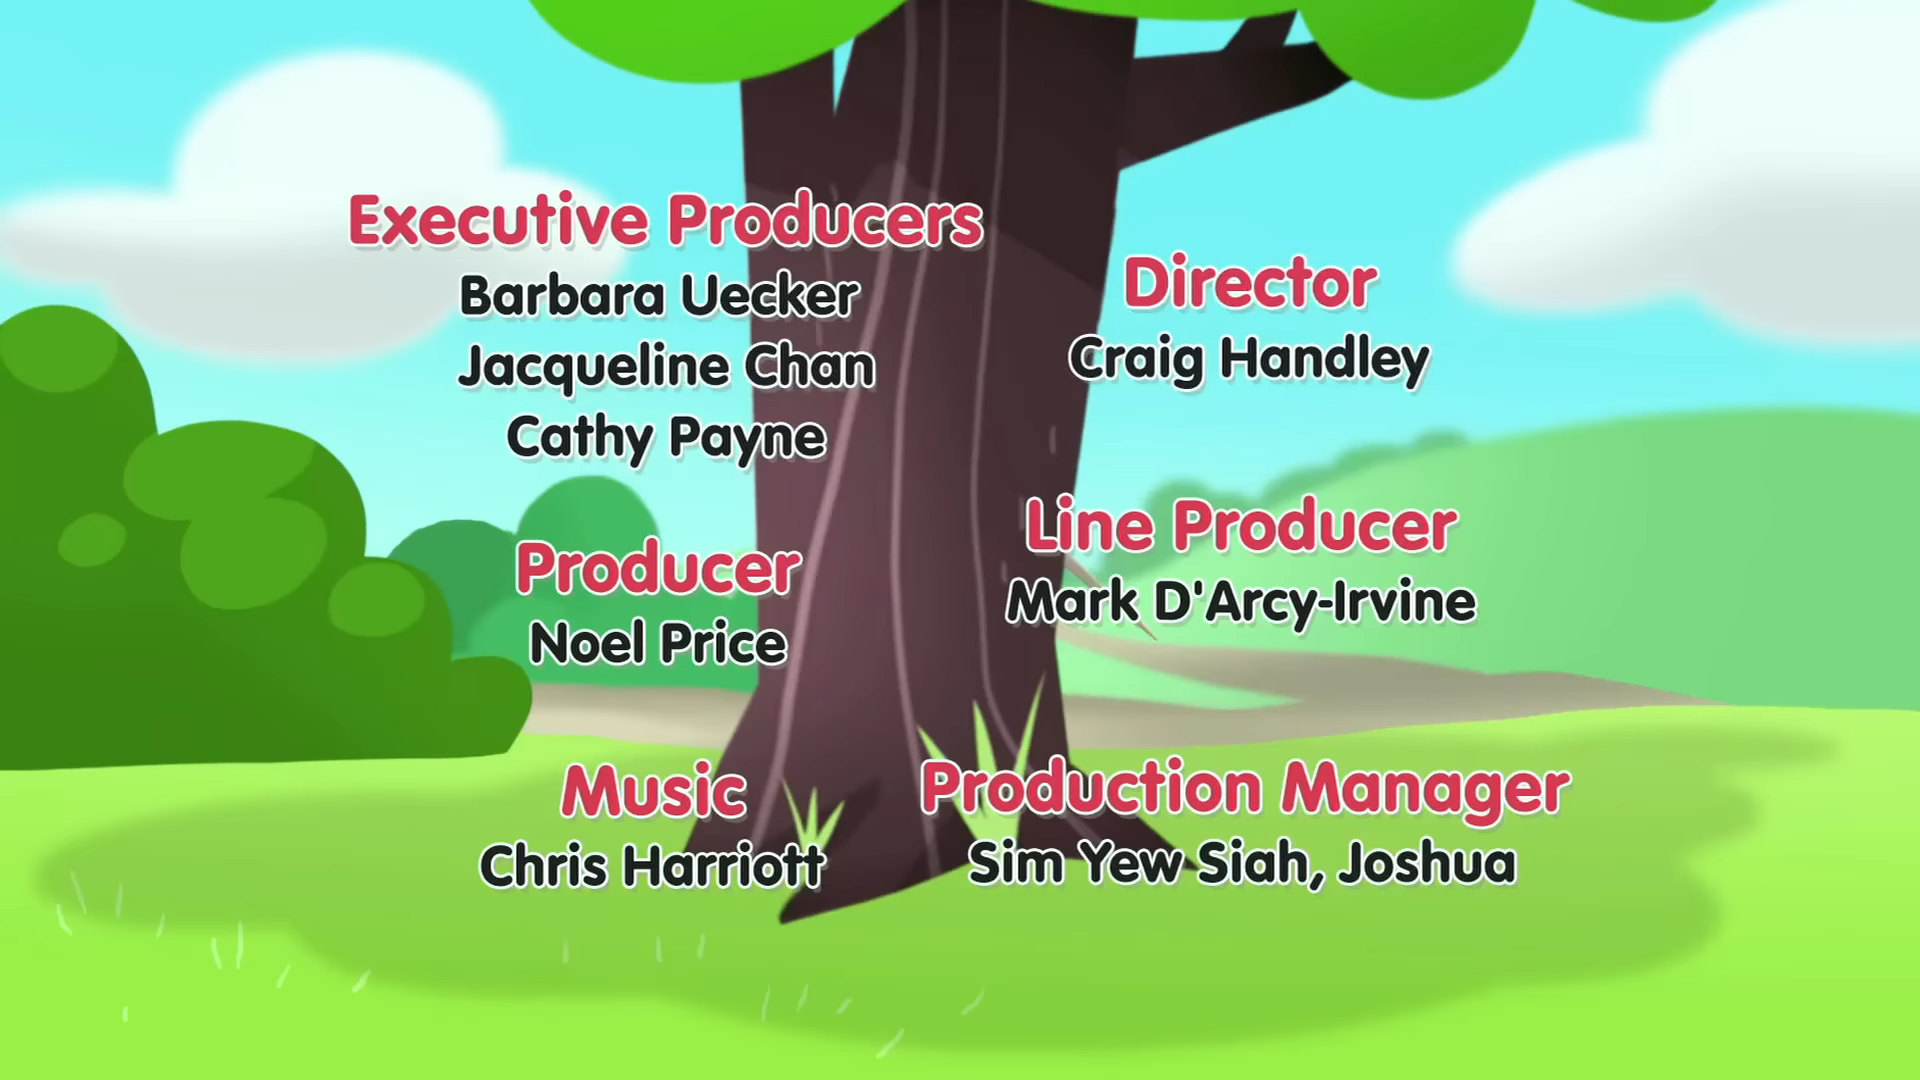 Executive Producers
Barbara Uecker
Jacqueline Chan
Cathy Payne
Producer
Noel Price
Music
Chris Harriott
Director
Craig Handley
Line Producer
Mark D'Arcy-Irvine
Production Manager
Sim Yew Siah, Joshua